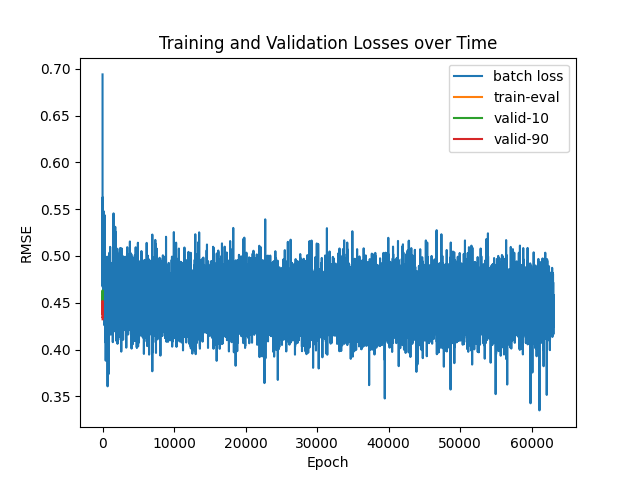 Training and Validation Losses over Time
batch loss
train-eval
valid-10
valid-90
RMSE
0.70
0.65
0.60
0.55
0.50
0.45
0.40
0.35
0 10000 20000 30000 40000 50000 60000
Epoch